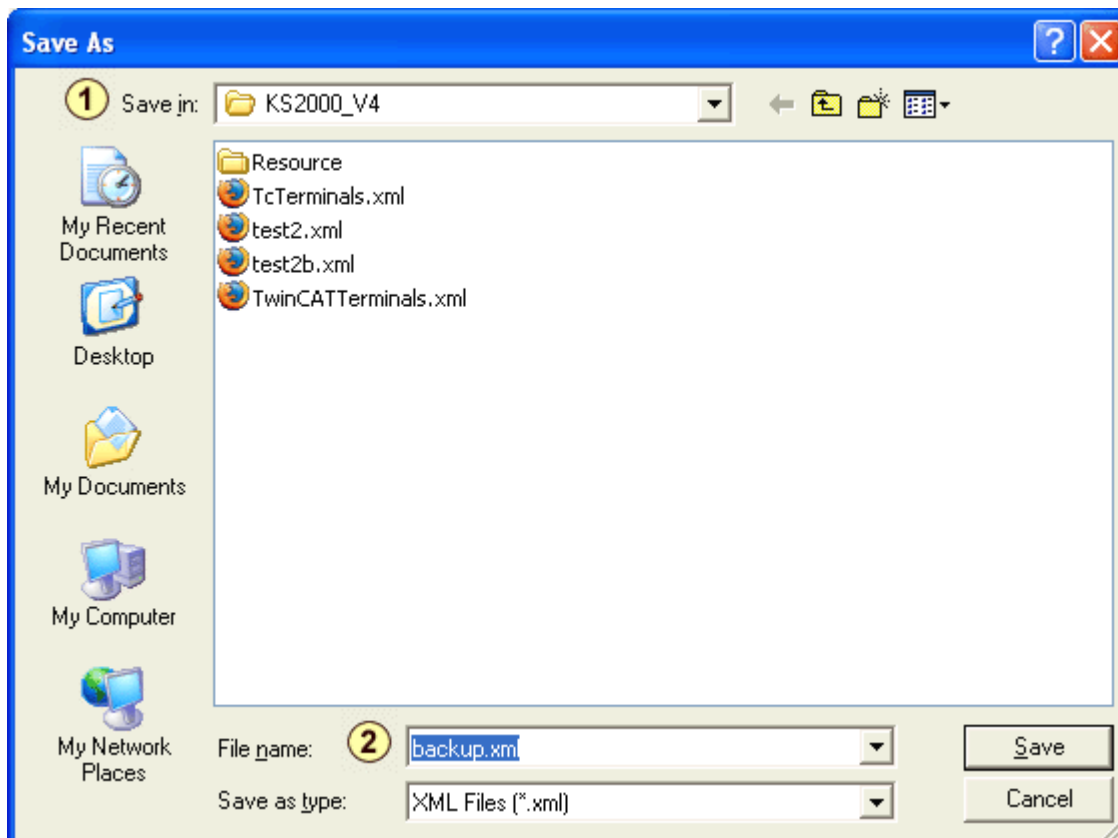 Save As
1 Save in: KS2000_V4
Resource
TcTerminals.xml
test2.xml
test2b.xml
TwinCATTerminals.xml
My Recent
Documents
Desktop
My Documents
My Computer
My Network
Places
File name: 2 backup.xml
Save
Save as type: XML Files (*.xml)
Cancel